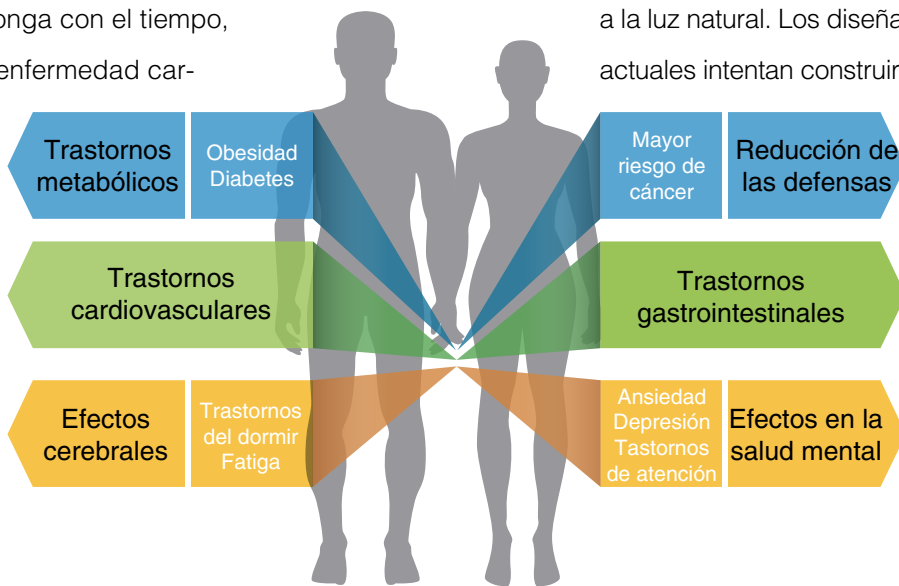 onga con el tiempo,
enfermedad car-
a la luz natural. Los diseña
actuales intentan construir
Trastornos
metabólicos
Obesidad
Diabetes
Mayor
riesgo de
cáncer
Reducción de
las defensas
Trastornos
cardiovasculares
Trastornos
gastrointestinales
Efectos
cerebrales
Trastornos
del dormir
Fatiga
Ansiedad
Depresión
Tastornos
de atención
Efectos en la
salud mental